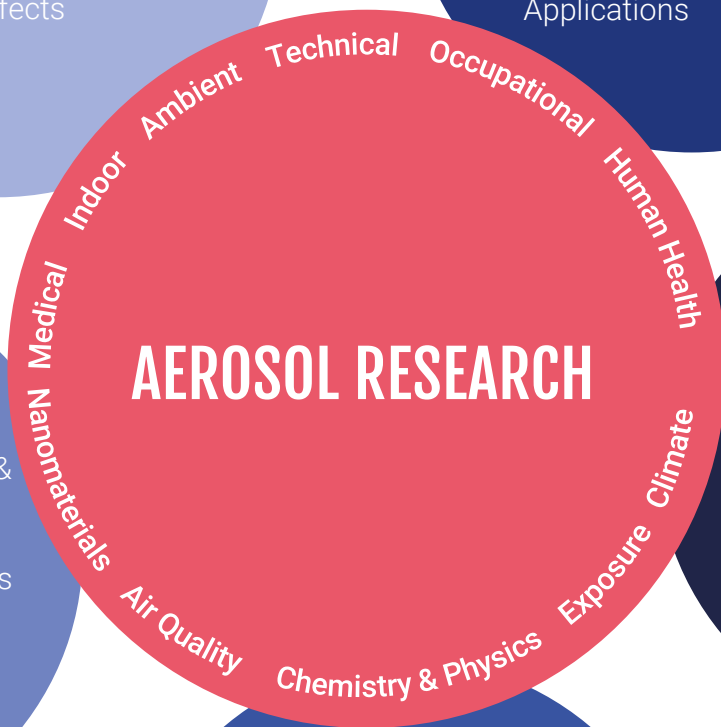 fects
Applications
Technical
Occupational
Human Health
Climate
Exposure
Chemistry & Physics
Air Quality
Nanomaterials
Medical
Indoor
Ambient
AEROSOL RESEARCH
&
s